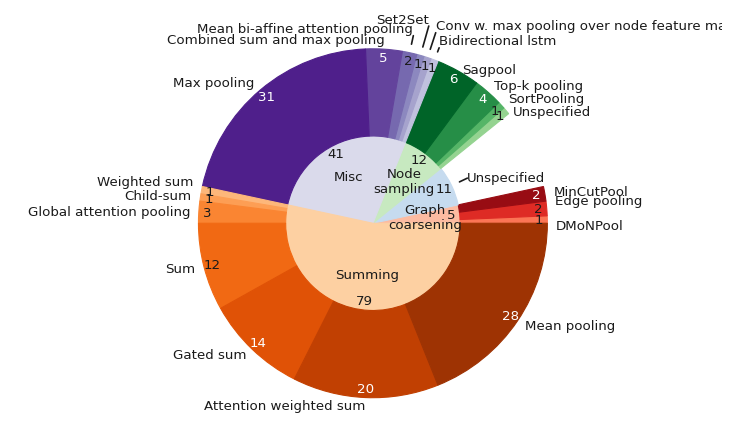 Set2Set
Mean bi-affine attention pooling
Conv w. max pooling over node feature ma
Combined sum and max pooling
Bidirectional lstm
5
2
1
1
1
Sagpool
6
Max pooling
31
Top-k pooling
4
SortPooling
1
Unspecified
1
41
Misc
12
Node
sampling
Unspecified
11
Weighted sum
1
Child-sum
1
Global attention pooling
3
Graph
coarsening
5
MinCutPool
2
Edge pooling
2
DMoNPool
1
Sum
12
Summing
79
Gated sum
14
28
Mean pooling
20
Attention weighted sum